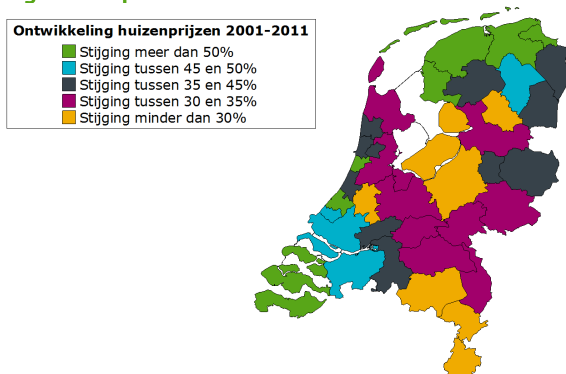 Ontwikkeling huizenprijzen 2001-2011
Stijging meer dan 50%
Stijging tussen 45 en 50%
Stijging tussen 35 en 45%
Stijging tussen 30 en 35%
Stijging minder dan 30%